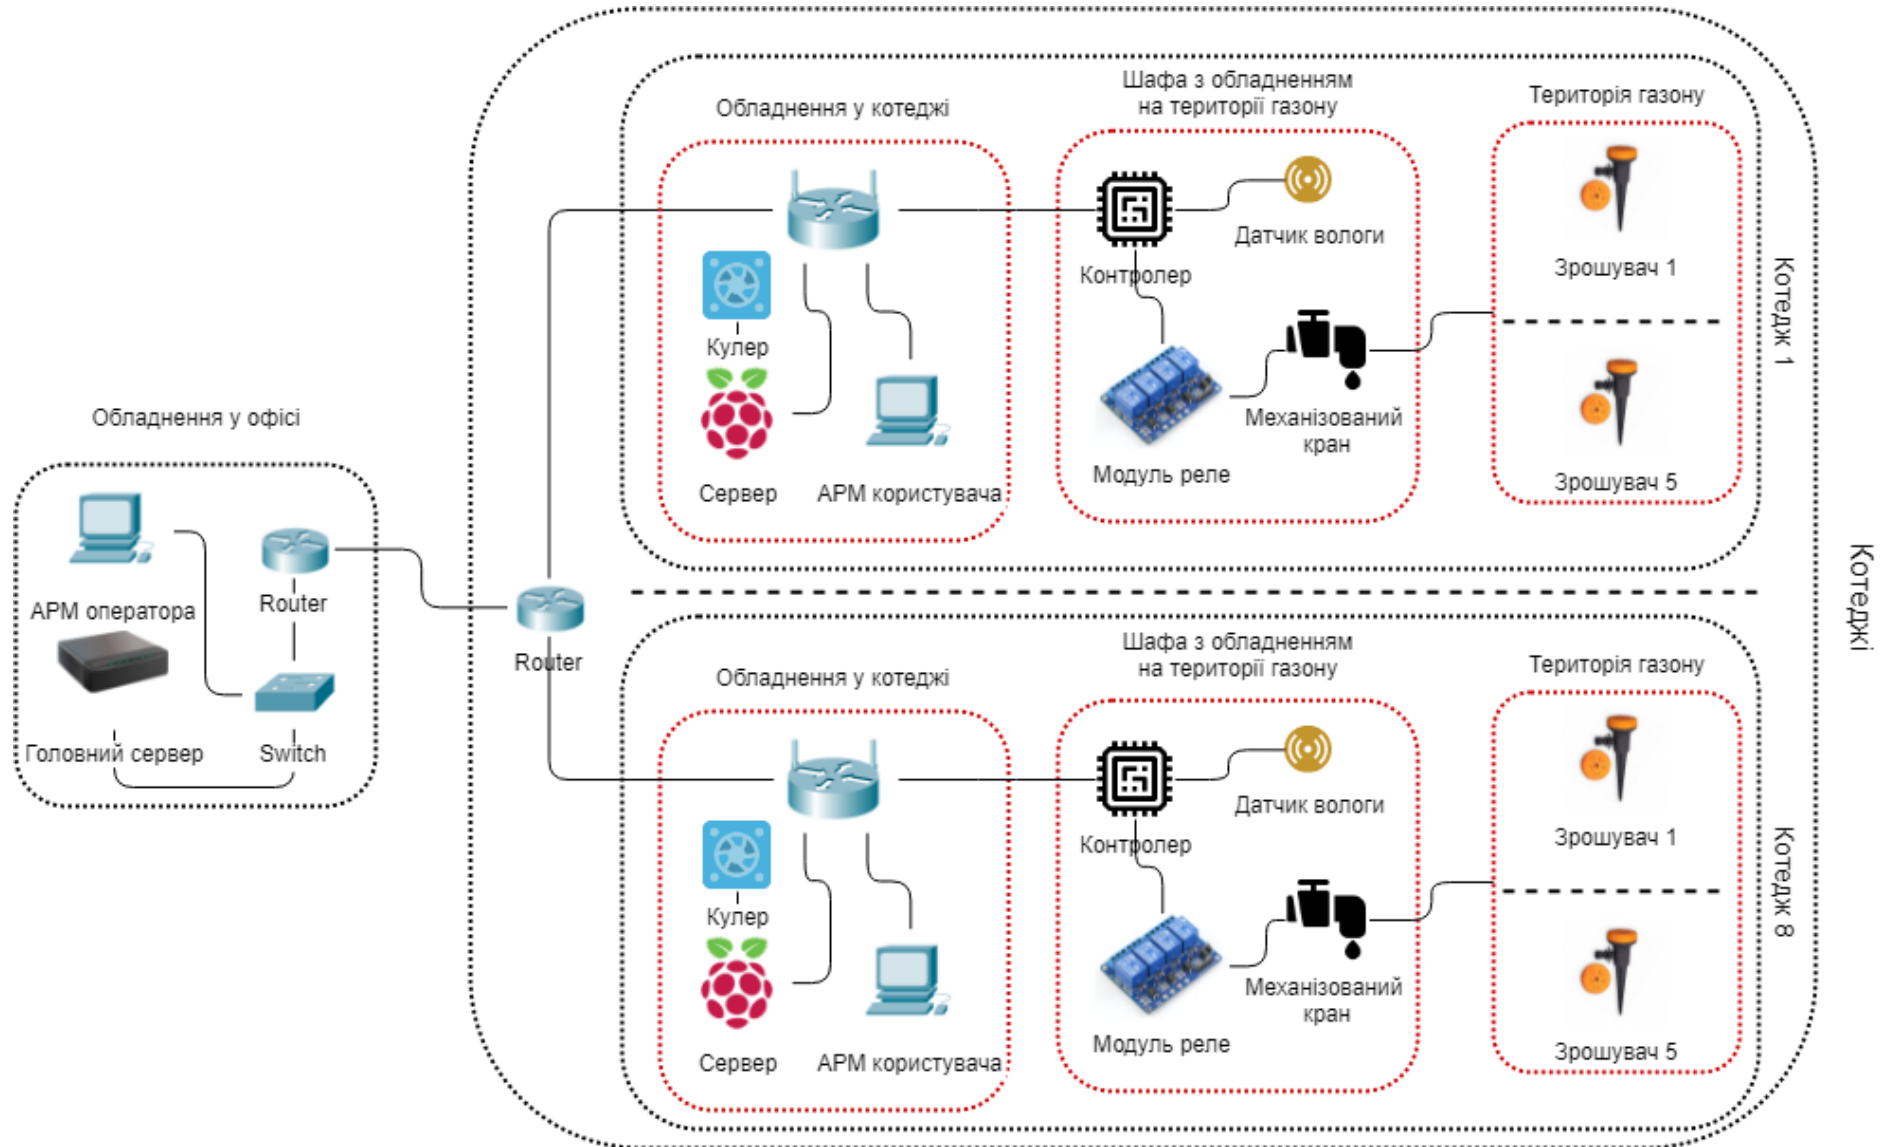 Обладнення у офісі
АРМ оператора
Router
Головний сервер
Switch
Router
Обладнення у котеджі
Кулер
Сервер
АРМ користувача
Шафа з обладненням
на території газону
Датчик вологи
Контролер
Модуль реле
Механізований
кран
Територія газону
Зрошувач 1
Зрошувач 5
Котедж 1
Обладнення у котеджі
Кулер
Сервер
АРМ користувача
Шафа з обладненням
на території газону
Датчик вологи
Контролер
Модуль реле
Механізований
кран
Територія газону
Зрошувач 1
Зрошувач 5
Котедж 8
Котеджі